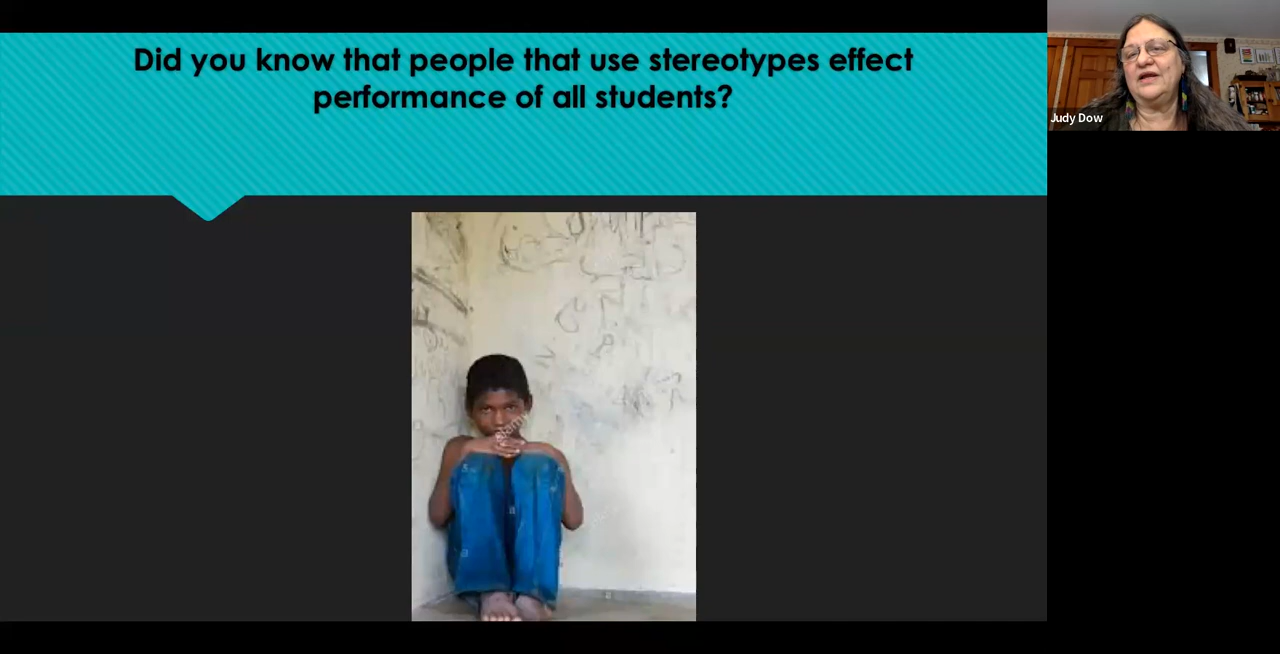 Did you know that people that use stereotypes effect
performance of all students?
Judy Dow